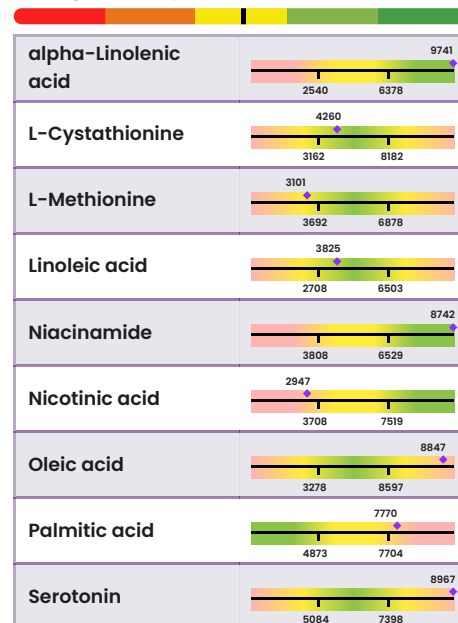 alpha-Linolenic
acid
9741
2540 6378
L-Cystathionine
4260
3162 8182
L-Methionine
3101
3692 6878
Linoleic acid
3825
2708 6503
Niacinamide
8742
3808 6529
Nicotinic acid
2947
3708 7519
Oleic acid
8847
3278 8597
Palmitic acid
7770
4873 7704
Serotonin
8967
5084 7398